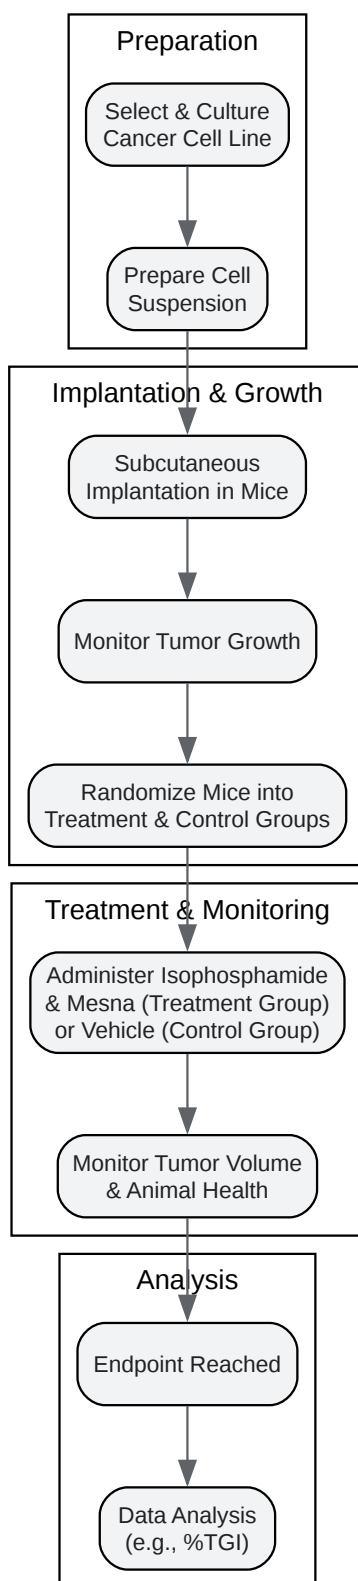 Preparation
Select & Culture
Cancer Cell Line
Prepare Cell
Suspension
Implantation & Growth
Subcutaneous
Implantation in Mice
Monitor Tumor Growth
Randomize Mice into
Treatment & Control Groups
Treatment & Monitoring
Administer Isophosphamide
& Mesna (Treatment Group)
or Vehicle (Control Group)
Monitor Tumor Volume
& Animal Health
Analysis
Endpoint Reached
Data Analysis
(e.g., %TGI)